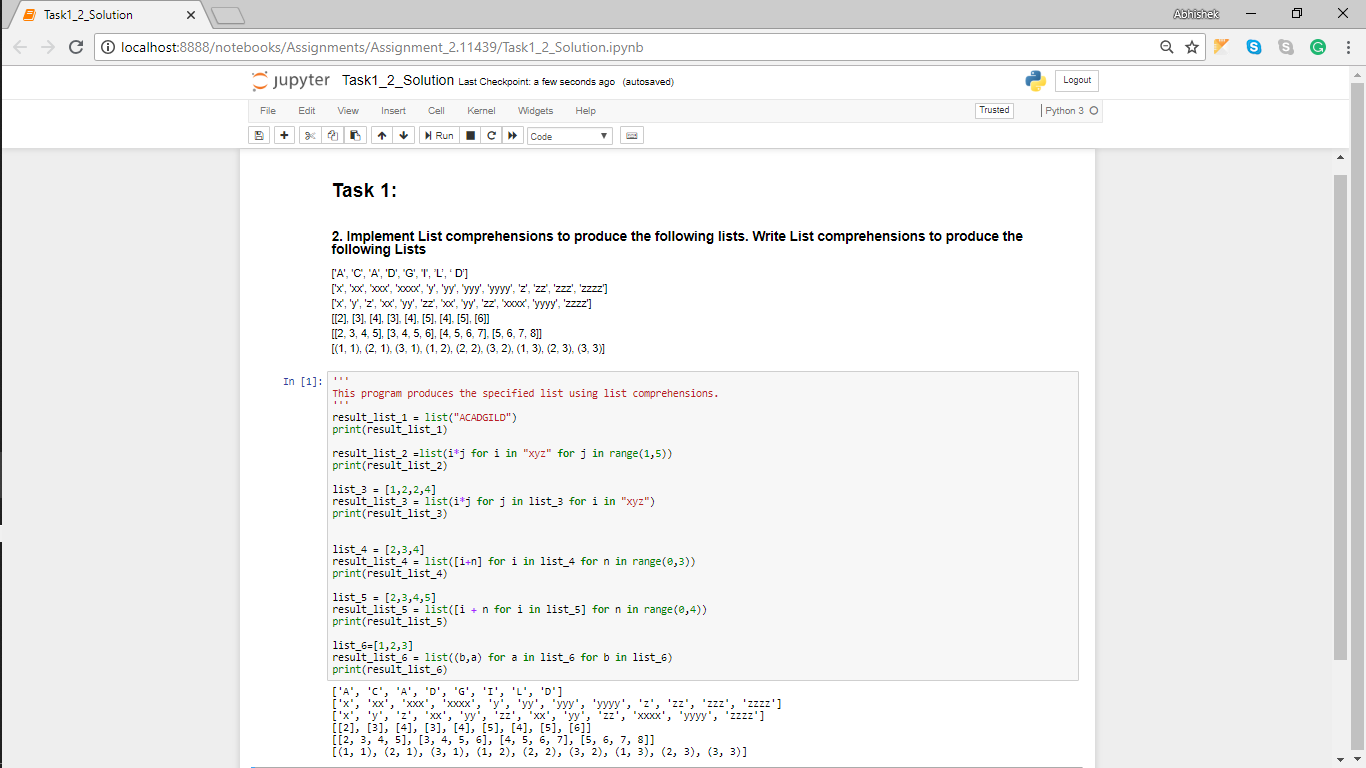 Task1_2_Solution
Abhishek
localhost:8888/notebooks/Assignments/Assignment_2.11439/Task1_2_Solution.ipynb
jupyter Task1_2_Solution Last Checkpoint: a few seconds ago (autosaved)
Logout
File Edit View Insert Cell Kernel Widgets Help
Trusted
Python 3
Run
Code
Task 1:
2. Implement List comprehensions to produce the following lists. Write List comprehensions to produce the
following Lists
['A', 'C', 'A', 'D', 'G', 'I', 'L', ' D']
['x', 'xx', 'xxx', 'xxxx', 'y', 'yy', 'yyy', 'yyyy', 'z', 'zz', 'zzz', 'zzzz']
['x', 'y', 'z', 'xx', 'yy', 'zz', 'xx', 'yy', 'zz', 'xxxx', 'yyyy', 'zzzz']
[[2], [3], [4], [3], [4], [5], [4], [5], [6]]
[[2, 3, 4, 5], [3, 4, 5, 6], [4, 5, 6, 7], [5, 6, 7, 8]]
[(1, 1), (2, 1), (3, 1), (1, 2), (2, 2), (3, 2), (1, 3), (2, 3), (3, 3)]
In [1]:
'''
This program produces the specified list using list comprehensions.
'''
result_list_1 = list("ACADGILD")
print(result_list_1)
result_list_2 =list(i*j for i in "xyz" for j in range(1,5))
print(result_list_2)
list_3 = [1,2,2,4]
result_list_3 = list(i*j for j in list_3 for i in "xyz")
print(result_list_3)
list_4 = [2,3,4]
result_list_4 = list([i+n] for i in list_4 for n in range(0,3))
print(result_list_4)
list_5 = [2,3,4,5]
result_list_5 = list([i + n for i in list_5] for n in range(0,4))
print(result_list_5)
list_6=[1,2,3]
result_list_6 = list((b,a) for a in list_6 for b in list_6)
print(result_list_6)
['A', 'C', 'A', 'D', 'G', 'I', 'L', 'D']
['x', 'xx', 'xxx', 'xxxx', 'y', 'yy', 'yyy', 'yyyy', 'z', 'zz', 'zzz', 'zzzz']
['x', 'y', 'z', 'xx', 'yy', 'zz', 'xx', 'yy', 'zz', 'xxxx', 'yyyy', 'zzzz']
[[2], [3], [4], [3], [4], [5], [4], [5], [6]]
[[2, 3, 4, 5], [3, 4, 5, 6], [4, 5, 6, 7], [5, 6, 7, 8]]
[(1, 1), (2, 1), (3, 1), (1, 2), (2, 2), (3, 2), (1, 3), (2, 3), (3, 3)]